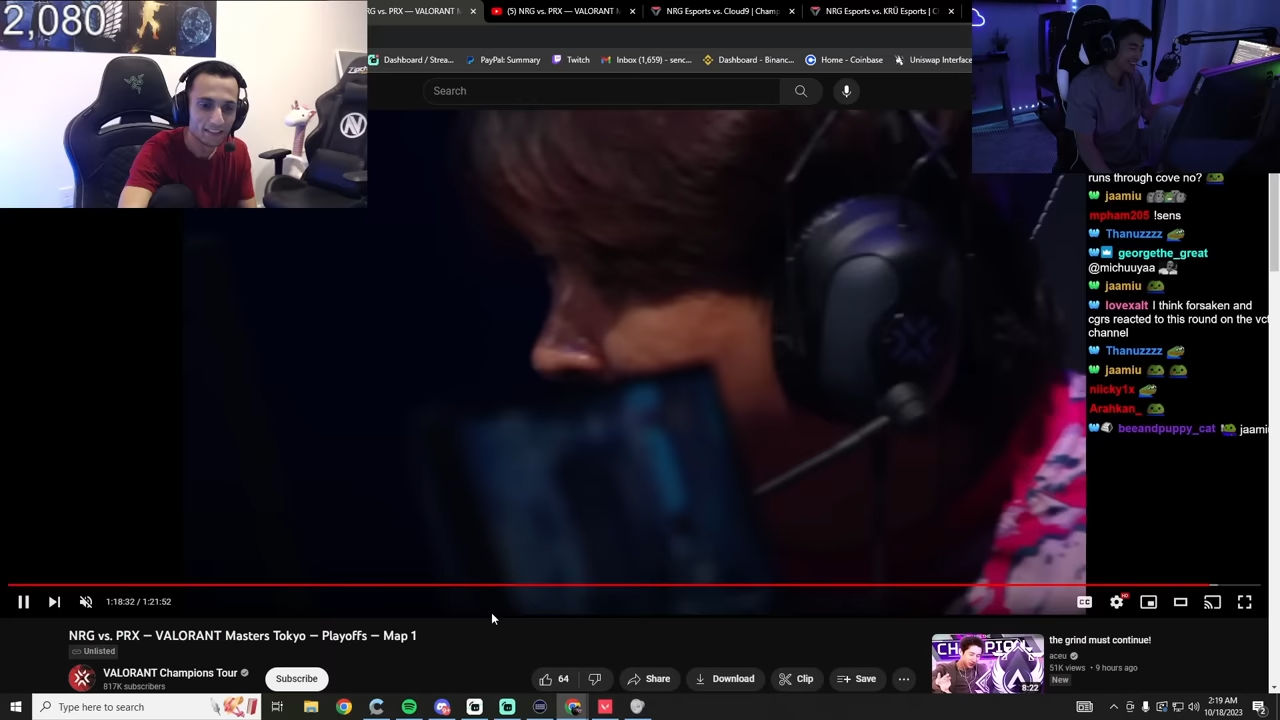 2,080
RG vs. PRX — VALORANT M
(5) NRG vs. PRX — VALORANT M
NRG Esports vs. Cloud9 | Champ
NRG Esports vs. KRÜ Esports | C
Dashboard / Strea...
PayPal: Summary
Twitch
Inbox (1,659) - senc...
Dashboard - Binanc...
Home - Coinbase
Uniswap Interface
Search
runs through cove no?
jaamiu
mpham205 !sens
Thanuzzzz
georgethe_great
@michuuyaa
jaamiu
lovexalt I think forsaken and
cgrs reacted to this round on the vct
channel
Thanuzzzz
jaamiu
niicky1x
Arahkan_
beeandpuppy_cat jaami
1:18:32 / 1:21:52
CC
HD
NRG vs. PRX — VALORANT Masters Tokyo — Playoffs — Map 1
Unlisted
VALORANT Champions Tour
817K subscribers
Subscribe
64
Share
Download
Clip
Save
the grind must continue!
aceu
51K views • 9 hours ago
New
8:22
Type here to search
2:19 AM
10/18/2023
2